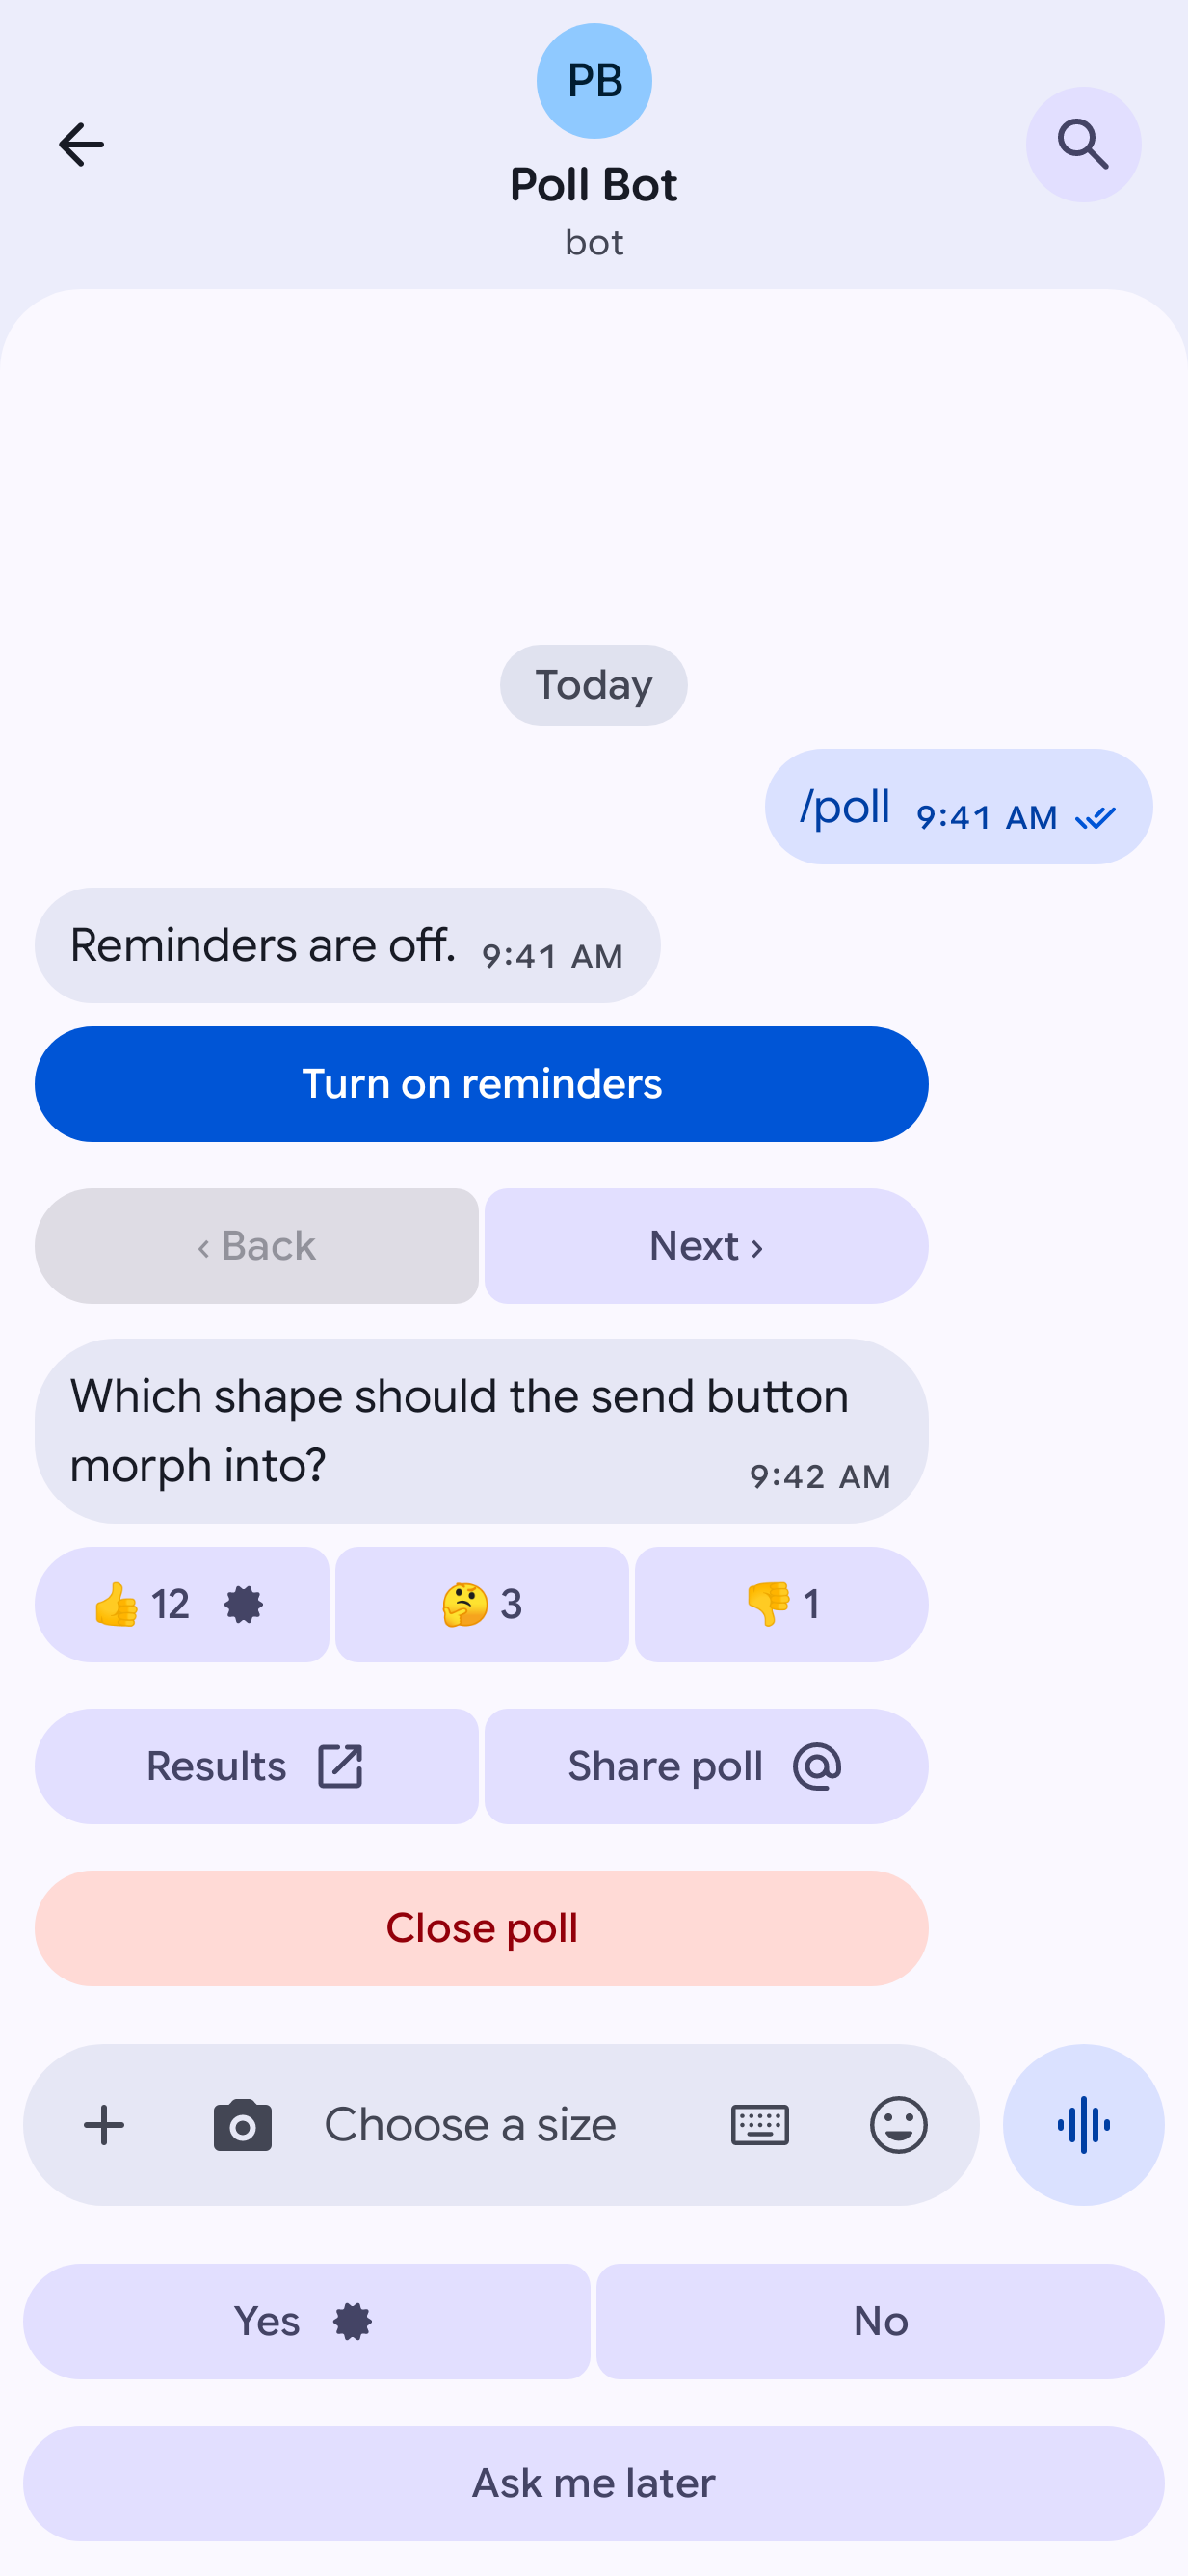 PB
Poll Bot
bot
Today
/poll 9:41 AM
Reminders are off. 9:41 AM
Turn on reminders
‹ Back
Next ›
Which shape should the send button
morph into? 9:42 AM
👍 12
🤔 3
👎 1
Results
Share poll
Close poll
Choose a size
Yes
No
Ask me later